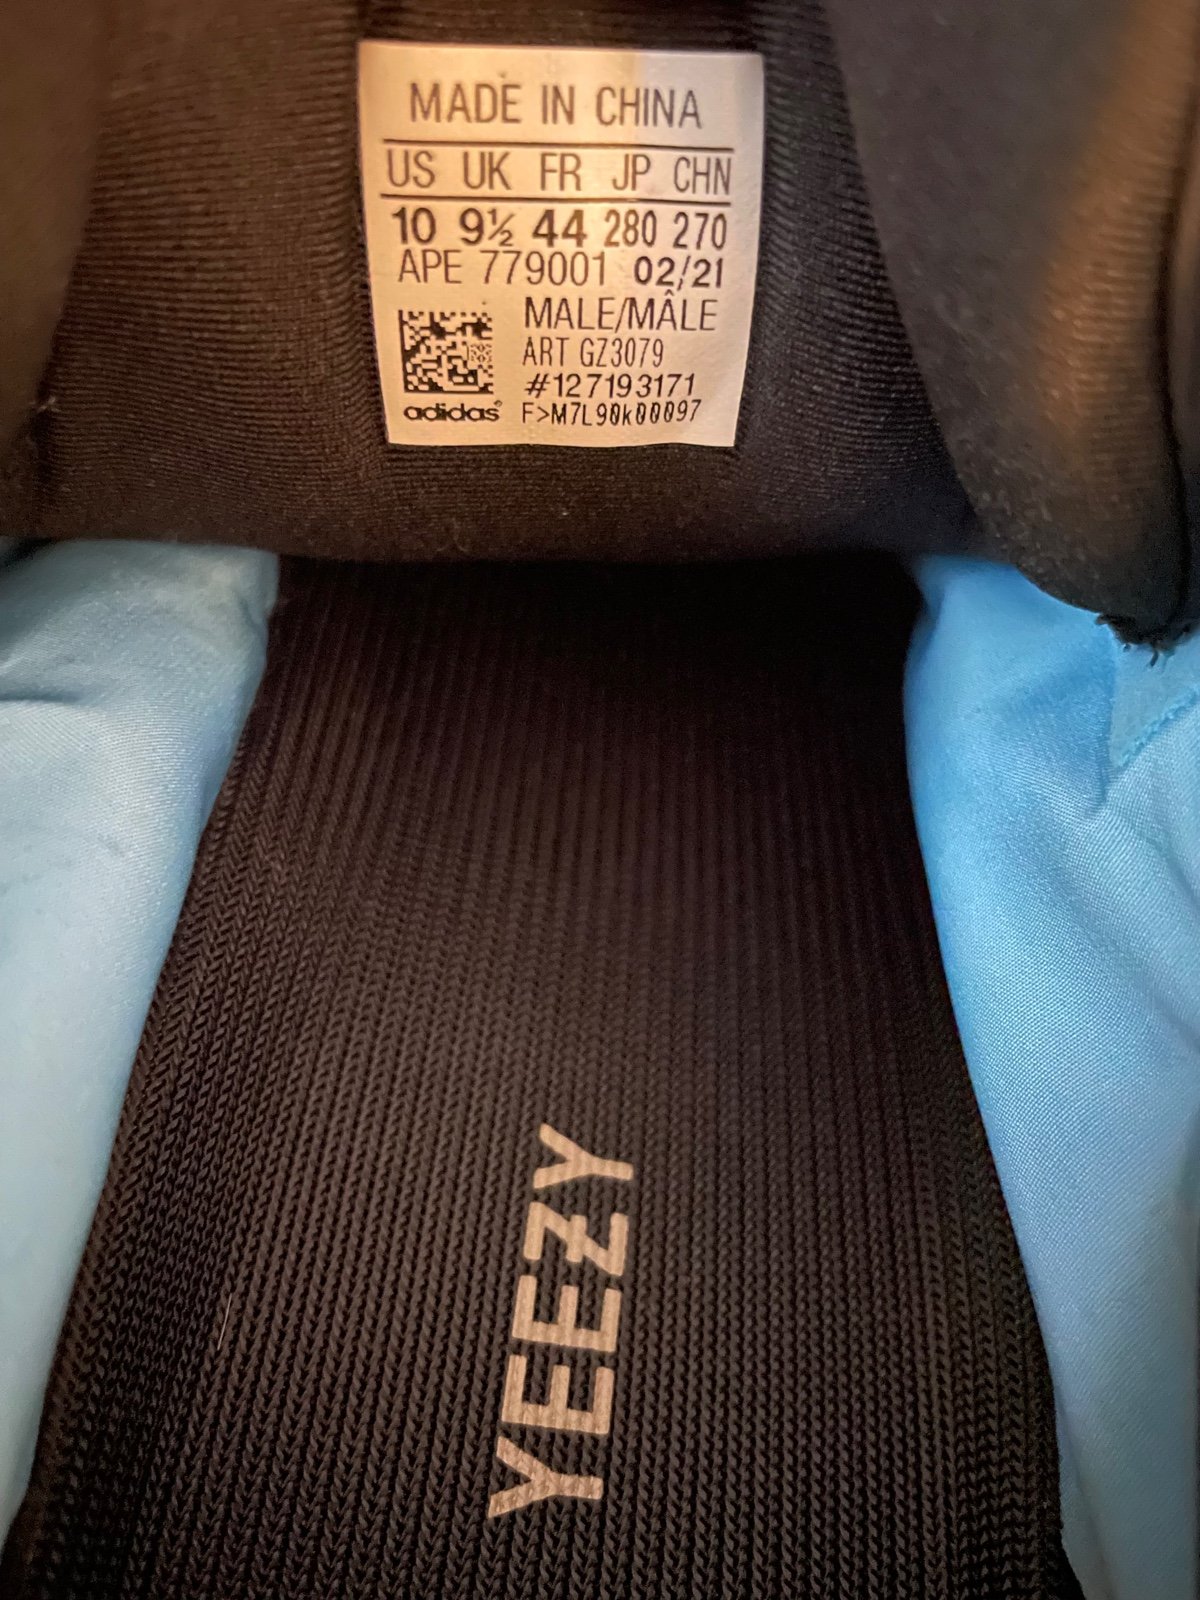 MADE IN CHINA
US UK FR JP CHN
10 9½ 44 280 270
APE 779001 02/21
MALE/MÂLE
ART GZ3079
#127193171
adidas® F>M7L90k00097
YEEZY